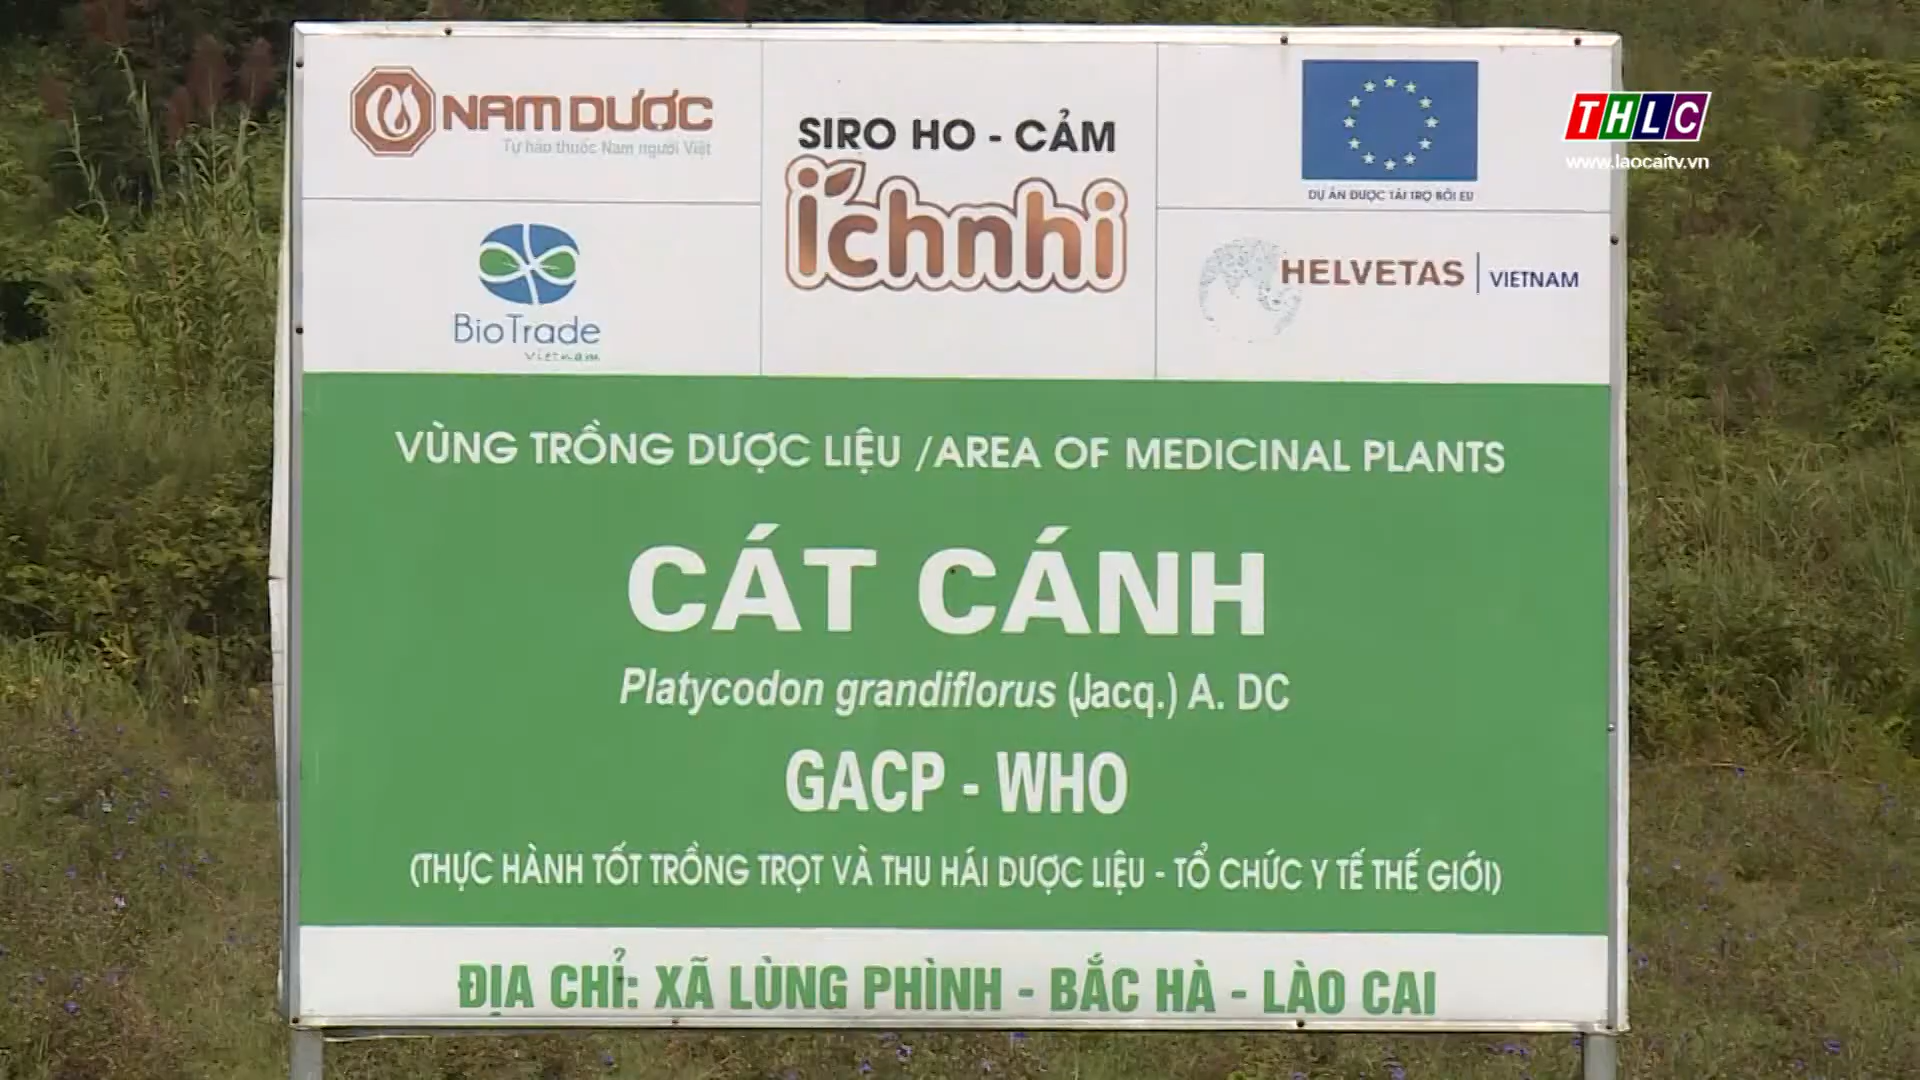 NAM DƯỢC
Tự hào thuốc Nam người Việt
BioTrade
Vietnam
SIRO HO - CẢM
ichnhi
DỰ ÁN ĐƯỢC TÀI TRỢ BỞI EU
HELVETAS | VIETNAM
THLC
www.laocaitv.vn
VÙNG TRỒNG DƯỢC LIỆU /AREA OF MEDICINAL PLANTS
CÁT CÁNH
Platycodon grandiflorus (Jacq.) A. DC
GACP - WHO
(THỰC HÀNH TỐT TRỒNG TRỌT VÀ THU HÁI DƯỢC LIỆU - TỔ CHỨC Y TẾ THẾ GIỚI)
ĐỊA CHỈ: XÃ LÙNG PHÌNH - BẮC HÀ - LÀO CAI